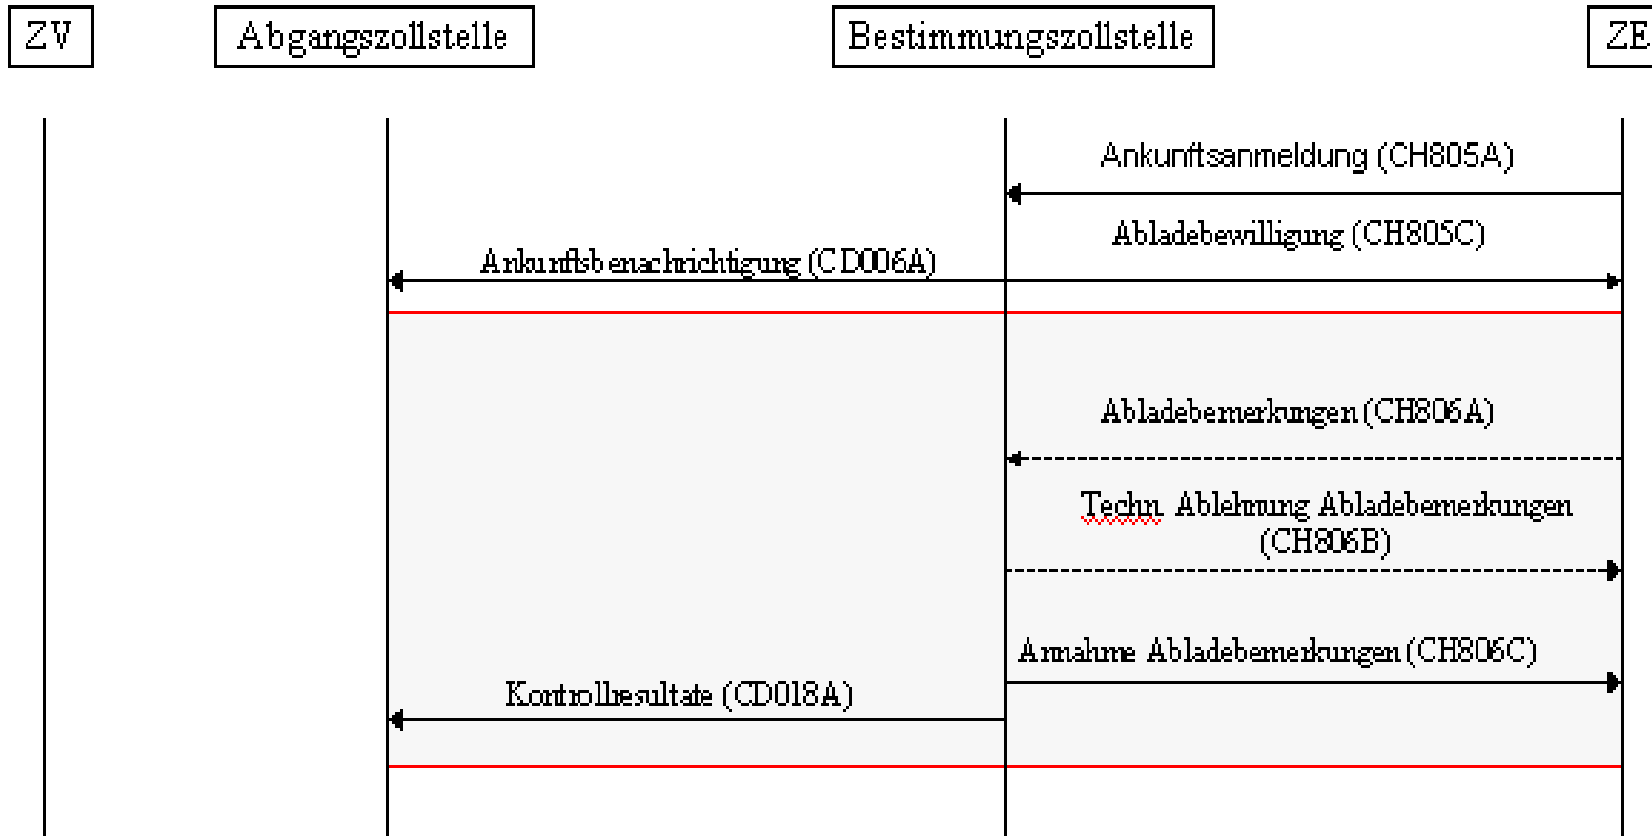 ZV
Abgangszollstelle
Bestimmungszollstelle
ZE
Ankunftsanmeldung (CH805A)
Abladebewilligung (CH805C)
Ankunftsbenachrichtigung (CD006A)
Abladebemerkungen (CH806A)
Techn. Ablehnung Abladebemerkungen
(CH806B)
Annahme Abladebemerkungen (CH806C)
Kontrollresultate (CD018A)